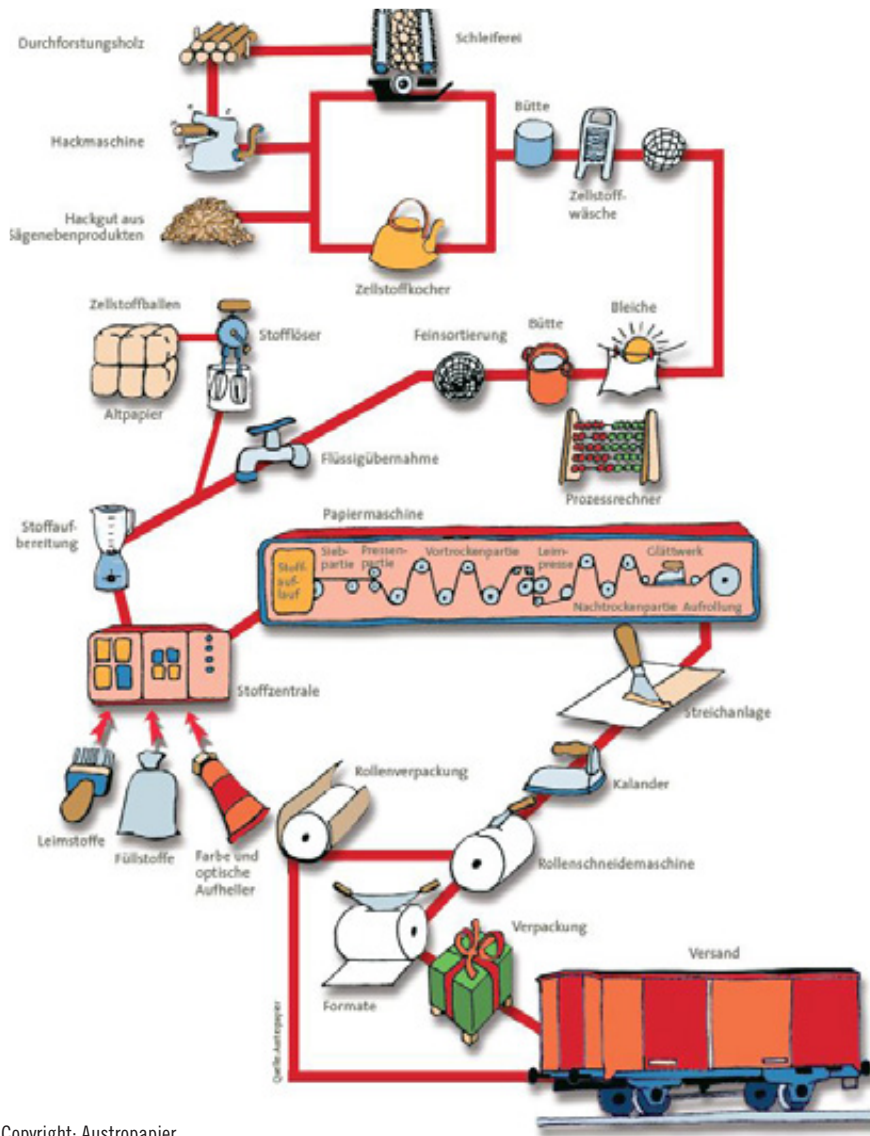 Durchforstungsholz
Schleiferei
Hackmaschine
Bütte
Zellstoff-
wäsche
Hackgut aus
Sägenebenprodukten
Zellstoffkocher
Zellstoffballen
Stofflöser
Altpapier
Feinsortierung
Bütte
Bleiche
Flüssigübernahme
Prozessrechner
Stoffauf-
bereitung
Papiermaschine
Stoff-
auf-
lauf
Sieb-
partie
Pressen-
partie
Vortrockenpartie
Leim-
presse
Glättwerk
Nachtrockenpartie Aufrollung
Stoffzentrale
Streichanlage
Leimstoffe
Füllstoffe
Farbe und
optische
Aufheller
Rollenverpackung
Kalander
Rollenschneidemaschine
Formate
Verpackung
Versand
Quelle: Austropapier
Copyright: Austropapier